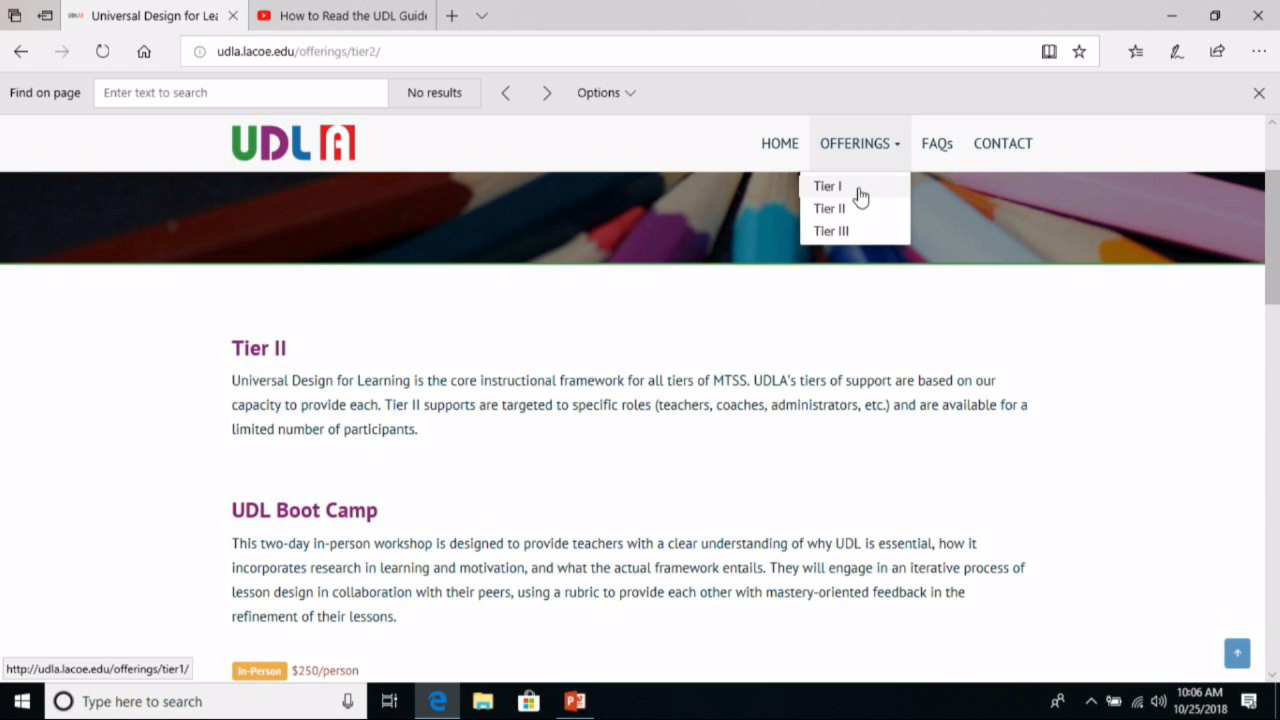 Universal Design for Lea
How to Read the UDL Guide
udla.lacoe.edu/offerings/tier2/
Find on page
Enter text to search
No results
Options
UDL A
HOME
OFFERINGS
FAQs
CONTACT
Tier I
Tier II
Tier III
Tier II
Universal Design for Learning is the core instructional framework for all tiers of MTSS. UDLA's tiers of support are based on our
capacity to provide each. Tier II supports are targeted to specific roles (teachers, coaches, administrators, etc.) and are available for a
limited number of participants.
UDL Boot Camp
This two-day in-person workshop is designed to provide teachers with a clear understanding of why UDL is essential, how it
incorporates research in learning and motivation, and what the actual framework entails. They will engage in an iterative process of
lesson design in collaboration with their peers, using a rubric to provide each other with mastery-oriented feedback in the
refinement of their lessons.
http://udla.lacoe.edu/offerings/tier1/
In-Person $250/person
Type here to search
10:06 AM
10/25/2018